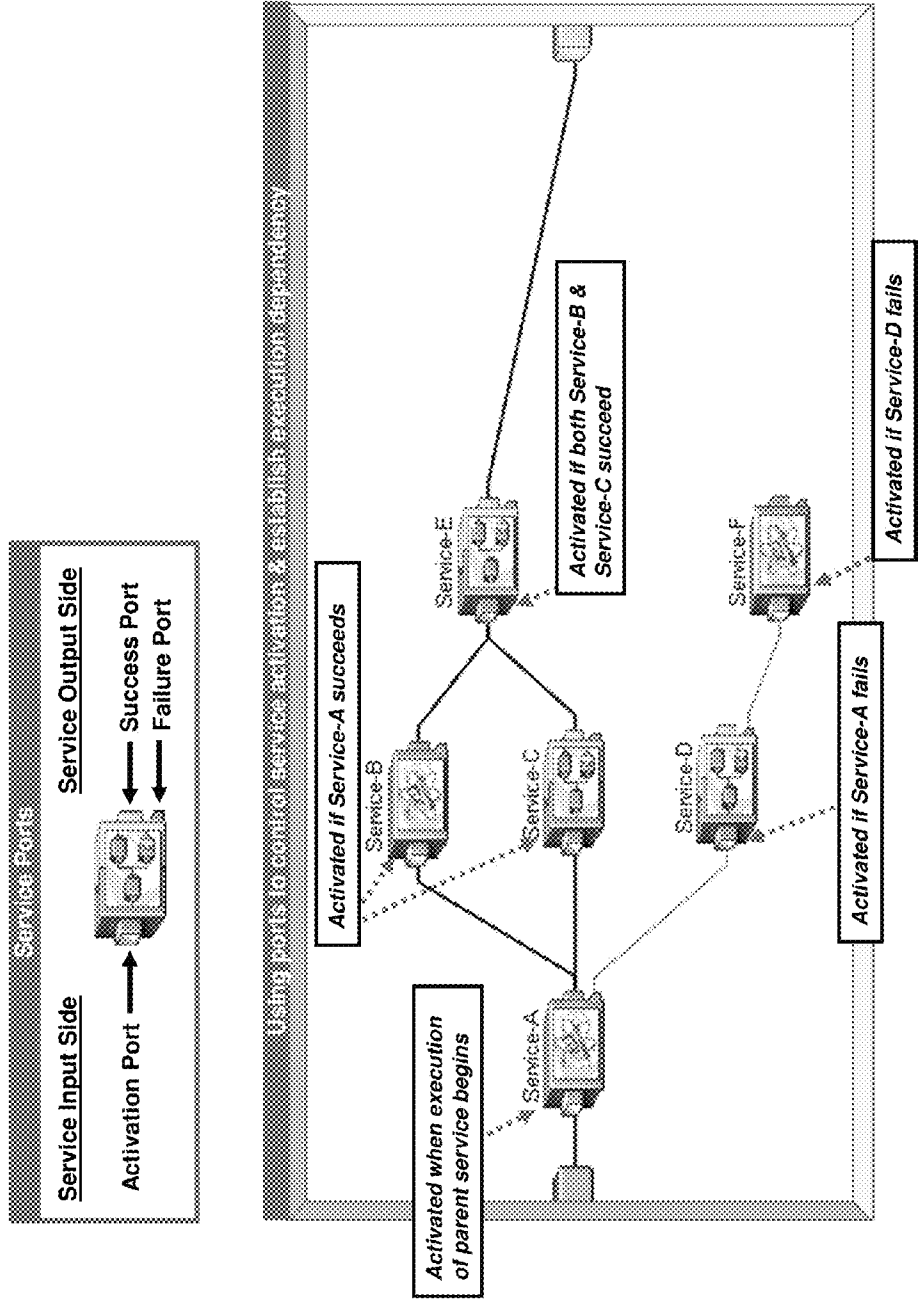 Service Ports
Service Input Side
Service Output Side
Activation Port
Success Port
Failure Port
Using ports to control service activation & establish execution dependency
Activated when execution
of parent service begins
Service-A
Activated if Service-A succeeds
Service-B
Service-C
Service-D
Activated if Service-A fails
Service-E
Activated if both Service-B &
Service-C succeed
Service-F
Activated if Service-D fails